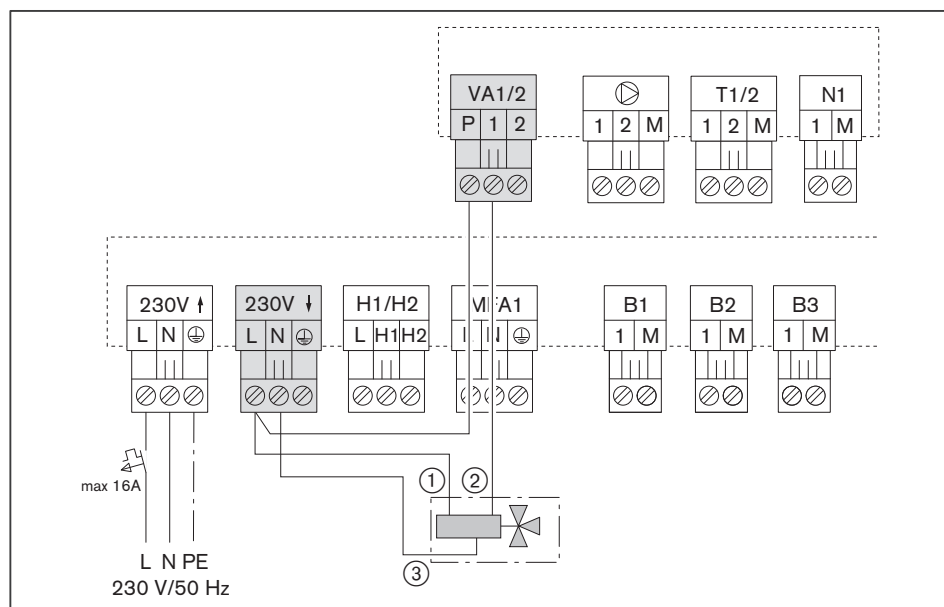 VA1/2 T1/2 N1
P 1 2 1 2 M 1 2 M 1 M
230V ↑ 230V ↓ H1/H2 MFA1 B1 B2 B3
L N L N L H1 H2 L N 1 M 1 M 1 M
max 16A
① ②
L N PE
230 V/50 Hz
③